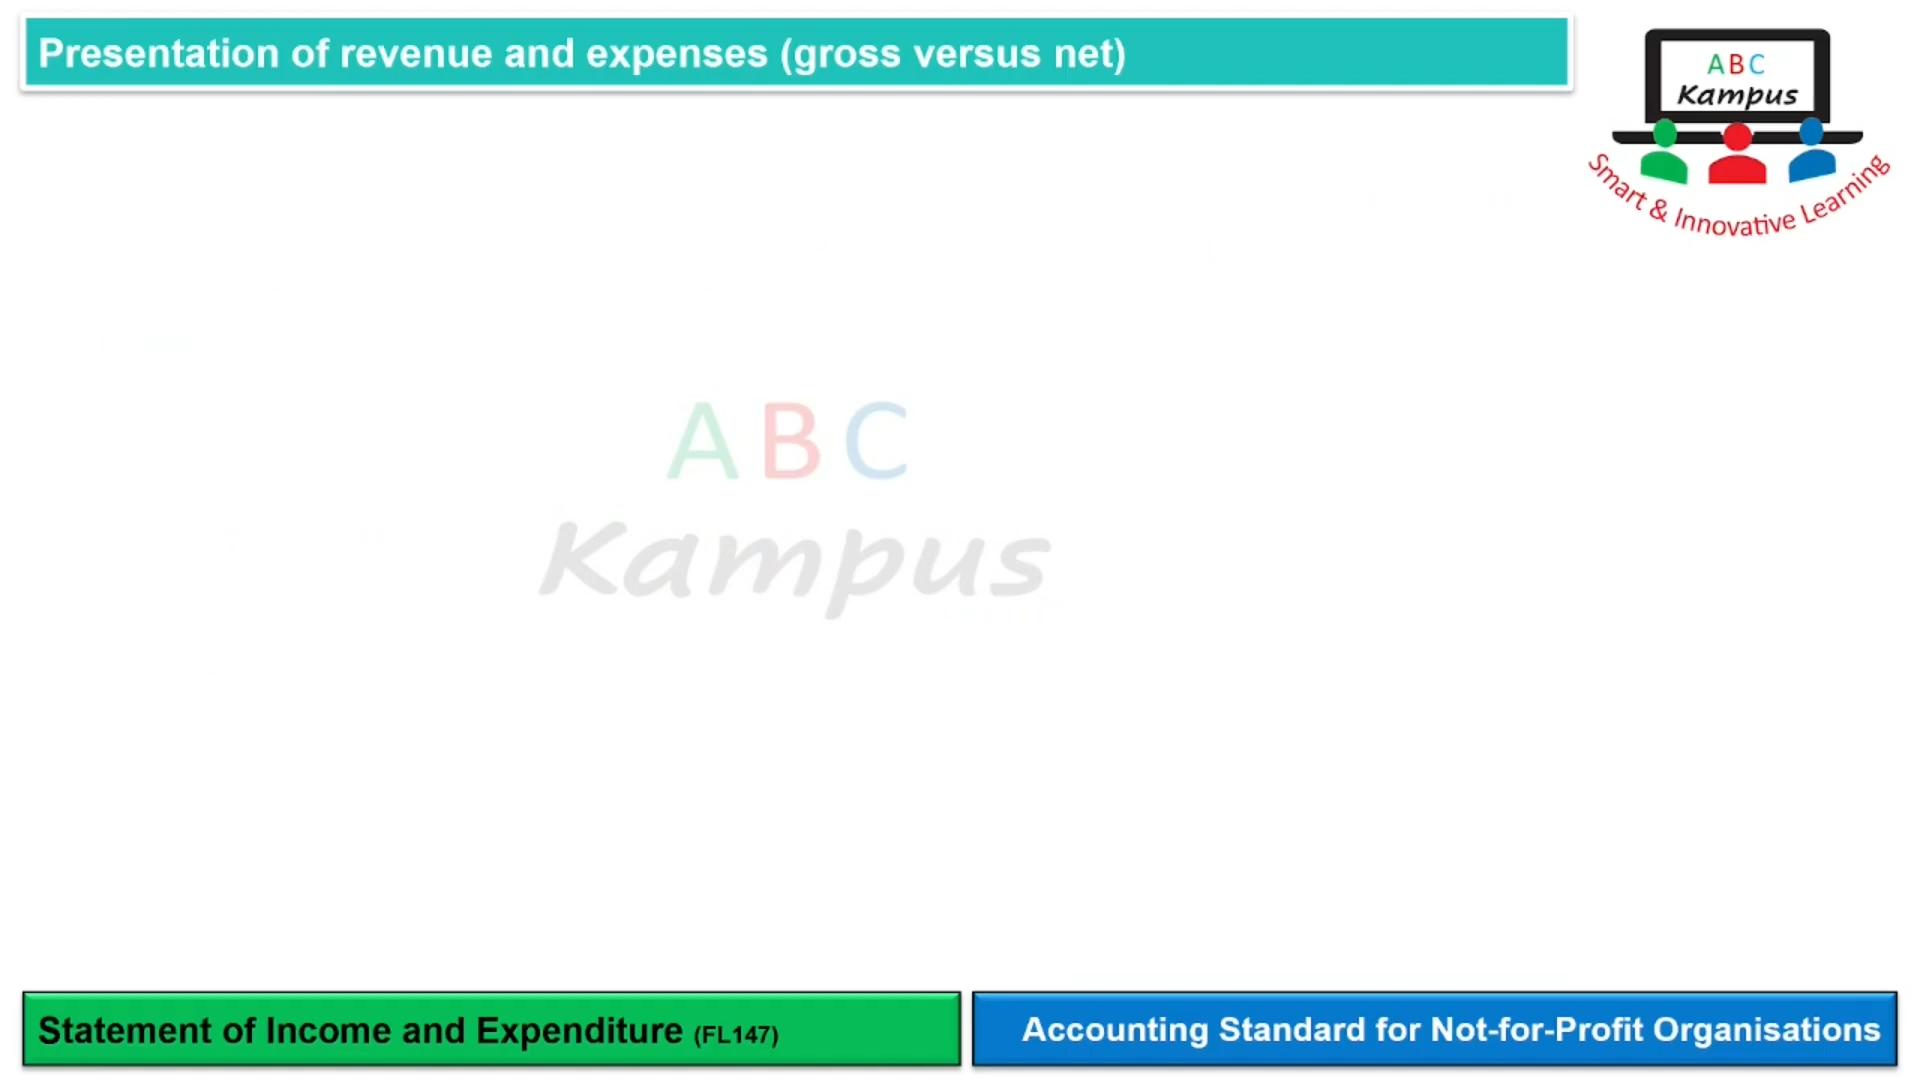 Presentation of revenue and expenses (gross versus net)
ABC
Kampus
Smart & Innovative Learning
ABC
Kampus
Statement of Income and Expenditure (FL147)
Accounting Standard for Not-for-Profit Organisations